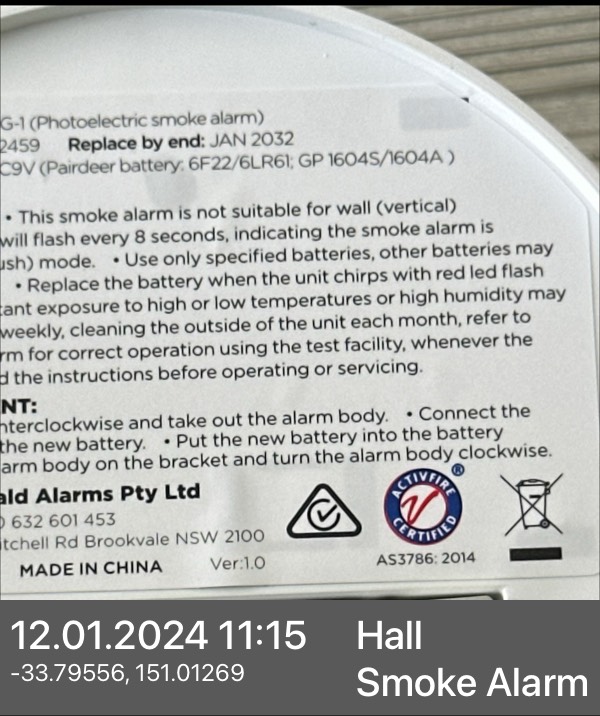 G-1 (Photoelectric smoke alarm)
2459 Replace by end: JAN 2032
C9V (Pairdeer battery: 6F22/6LR61; GP 1604S/1604A )
• This smoke alarm is not suitable for wall (vertical)
will flash every 8 seconds, indicating the smoke alarm is
ush) mode. • Use only specified batteries, other batteries may
• Replace the battery when the unit chirps with red led flash
tant exposure to high or low temperatures or high humidity may
weekly, cleaning the outside of the unit each month, refer to
rm for correct operation using the test facility, whenever the
d the instructions before operating or servicing.
NT:
nterclockwise and take out the alarm body. • Connect the
the new battery. • Put the new battery into the battery
arm body on the bracket and turn the alarm body clockwise.
ald Alarms Pty Ltd
632 601 453
itchell Rd Brookvale NSW 2100
MADE IN CHINA Ver:1.0
ACTIVFIRE ®
CERTIFIED
AS3786: 2014
12.01.2024 11:15
-33.79556, 151.01269
Hall
Smoke Alarm